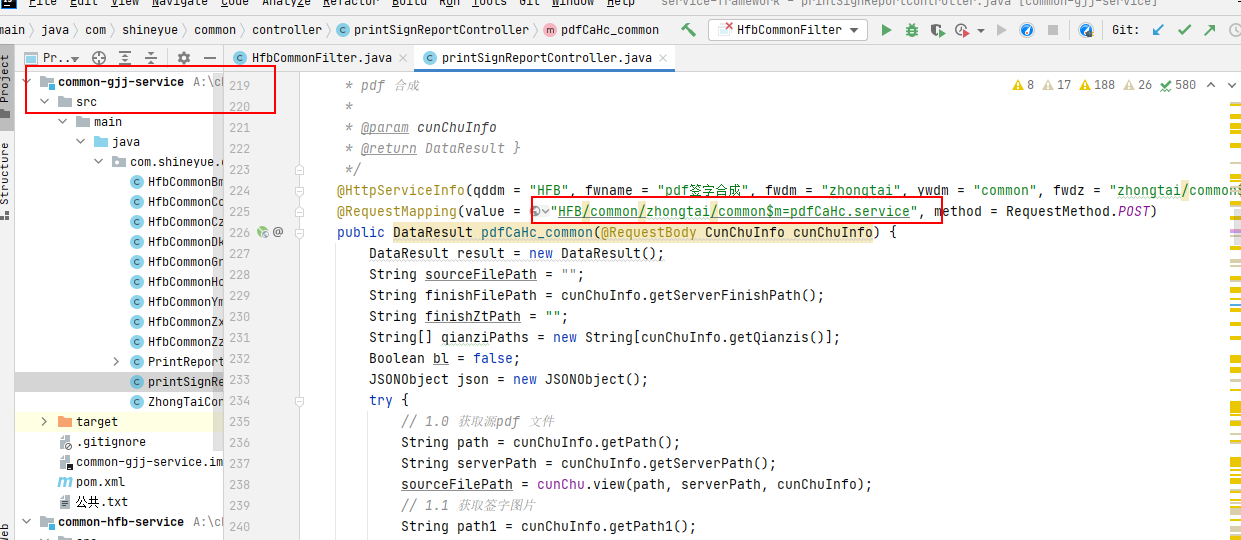 File Edit View Navigate Code Analyze Refactor Build Run Tools Git Window Help service-framework - printSignReportController.java [common-gjj-service]
main java com shineyue common controller printSignReportController pdfCaHc_common HfbCommonFilter Git:
Project
Structure
Pr... HfbCommonFilter.java printSignReportController.java
common-gjj-service
src
main
java
com.shineyue.
HfbCommonBm
HfbCommonCo
HfbCommonCz
HfbCommonDk
HfbCommonGr
HfbCommonHo
HfbCommonYm
HfbCommonZx
HfbCommonZz
PrintReport
printSignRe
ZhongTaiCon
target
.gitignore
common-gjj-service.im
pom.xml
公共.txt
common-hfb-service
8 17 188 26 580
219 * pdf 合成
220 *
221 * @param cunChuInfo
222 * @return DataResult }
223 */
224 @HttpServiceInfo(qddm = "HFB", fwname = "pdf签字合成", fwdm = "zhongtai", ywdm = "common", fwdz = "zhongtai/common$
225 @RequestMapping(value = "HFB/common/zhongtai/common$m=pdfCaHc.service", method = RequestMethod.POST)
226 @ public DataResult pdfCaHc_common(@RequestBody CunChuInfo cunChuInfo) {
227 DataResult result = new DataResult();
228 String sourceFilePath = "";
229 String finishFilePath = cunChuInfo.getServerFinishPath();
230 String finishZtPath = "";
231 String[] qianziPaths = new String[cunChuInfo.getQianzis()];
232 Boolean bl = false;
233 JSONObject json = new JSONObject();
234 try {
235 // 1.0 获取源pdf 文件
236 String path = cunChuInfo.getPath();
237 String serverPath = cunChuInfo.getServerPath();
238 sourceFilePath = cunChu.view(path, serverPath, cunChuInfo);
239 // 1.1 获取签字图片
240 String path1 = cunChuInfo.getPath1();